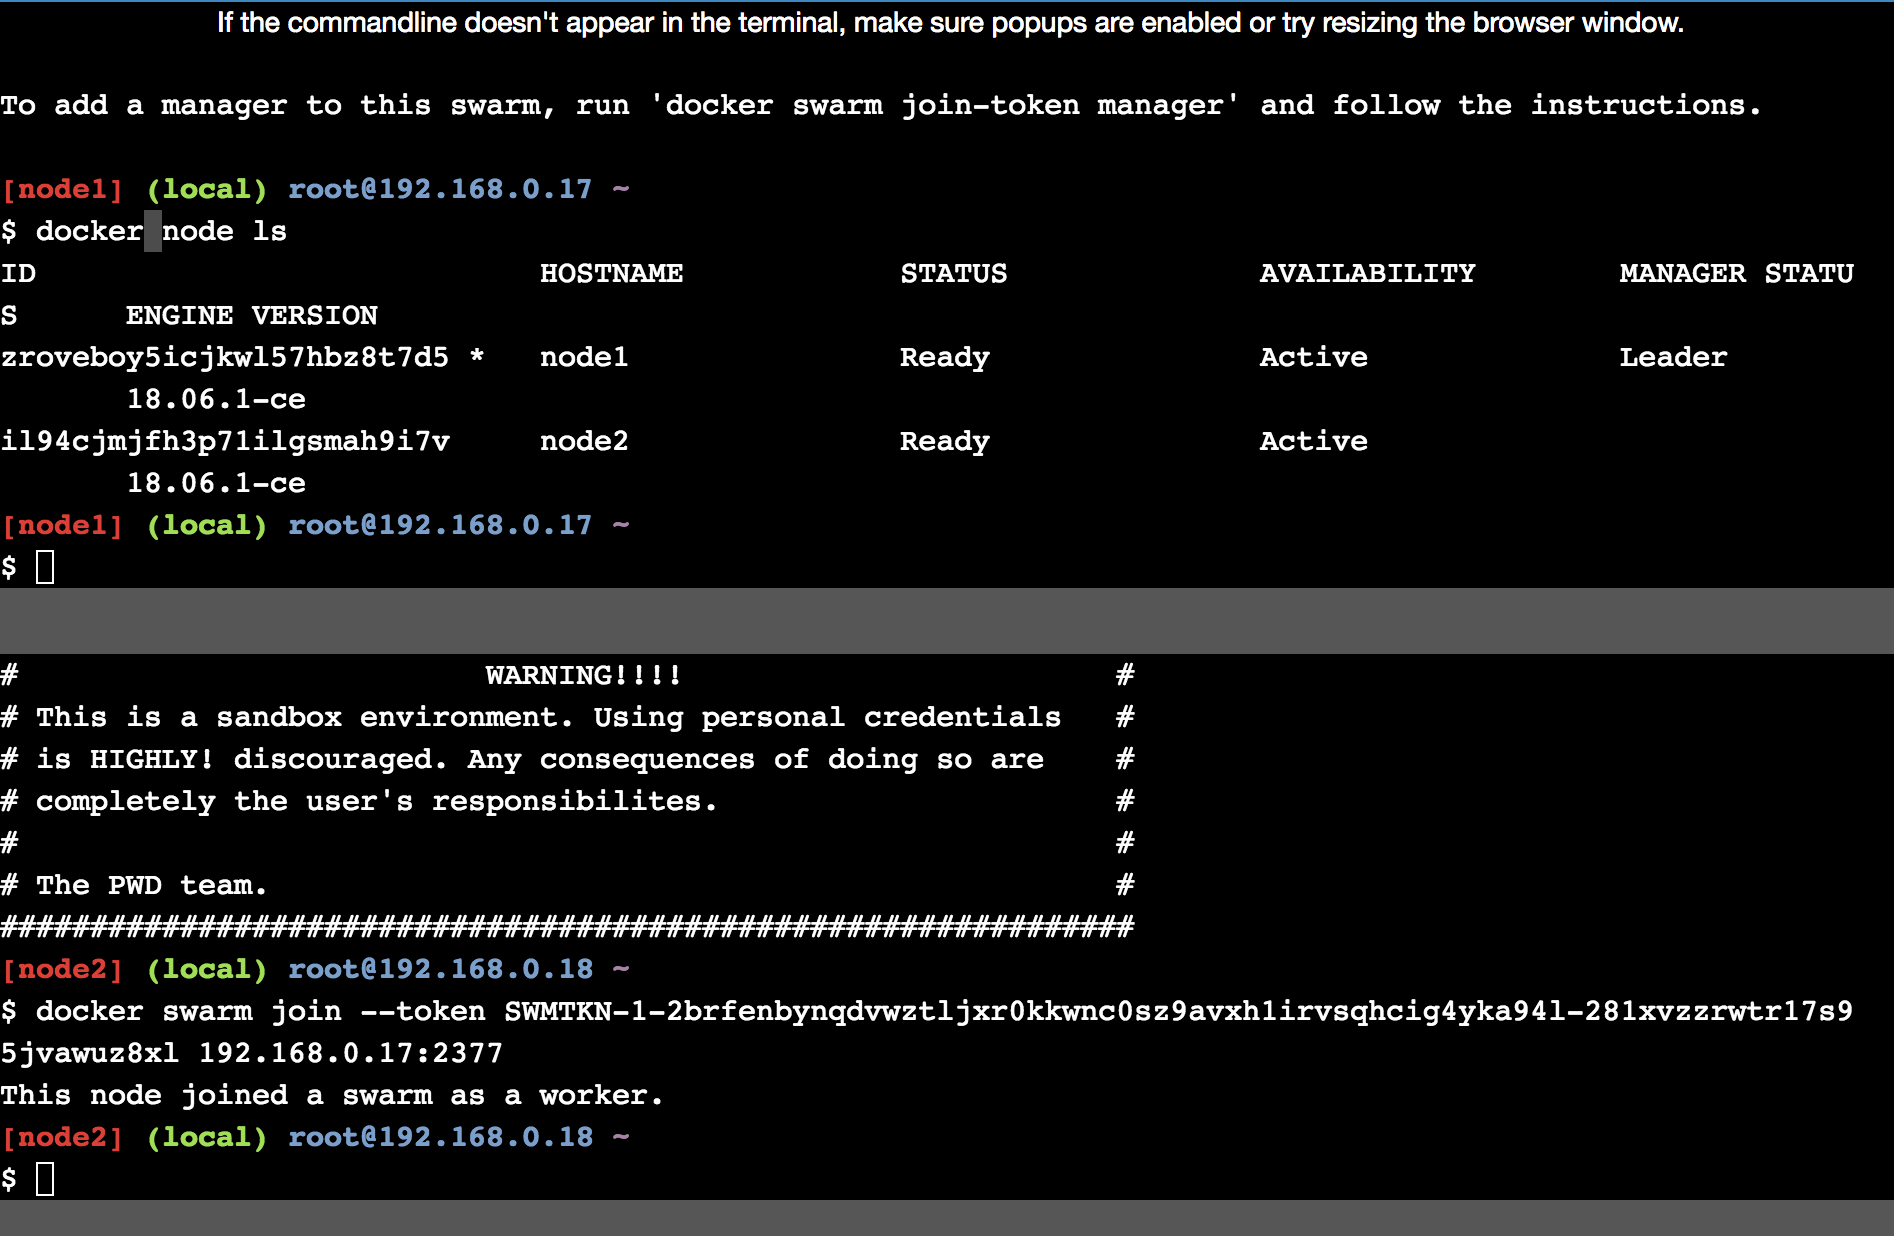 If the commandline doesn't appear in the terminal, make sure popups are enabled or try resizing the browser window.
To add a manager to this swarm, run 'docker swarm join-token manager' and follow the instructions.
[node1] (local) root@192.168.0.17 ~
$ docker node ls
ID HOSTNAME STATUS AVAILABILITY MANAGER STATU
S ENGINE VERSION
zroveboy5icjkwl57hbz8t7d5 * node1 Ready Active Leader
18.06.1-ce
il94cjmjfh3p71ilgsmah9i7v node2 Ready Active
18.06.1-ce
[node1] (local) root@192.168.0.17 ~
$
# WARNING!!!! #
# This is a sandbox environment. Using personal credentials #
# is HIGHLY! discouraged. Any consequences of doing so are #
# completely the user's responsibilites. #
# #
# The PWD team. #
###############################################################
[node2] (local) root@192.168.0.18 ~
$ docker swarm join --token SWMTKN-1-2brfenbynqdvwztljxr0kkwnc0sz9avxh1irvsqhcig4yka94l-281xvzzrwtr17s9
5jvawuz8xl 192.168.0.17:2377
This node joined a swarm as a worker.
[node2] (local) root@192.168.0.18 ~
$